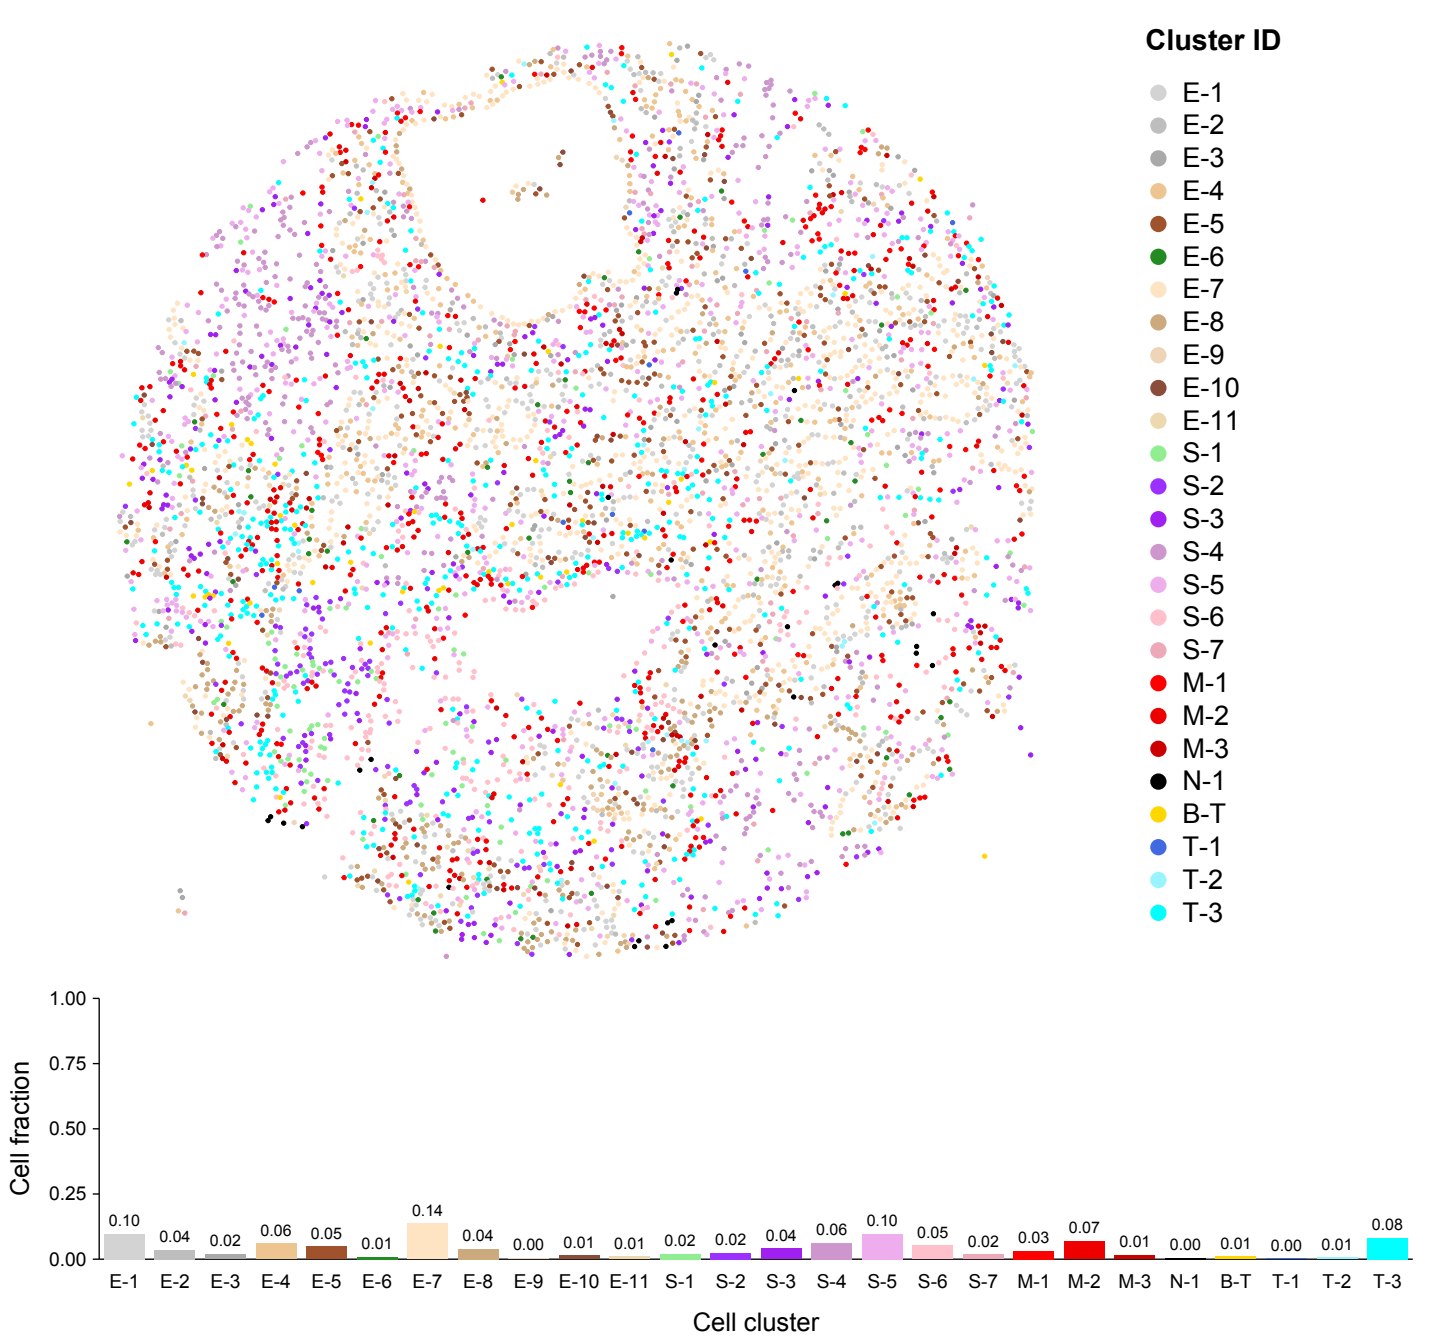 Cluster ID
E-1
E-2
E-3
E-4
E-5
E-6
E-7
E-8
E-9
E-10
E-11
S-1
S-2
S-3
S-4
S-5
S-6
S-7
M-1
M-2
M-3
N-1
B-T
T-1
T-2
T-3
1.00
0.75
0.50
0.25
0.00
Cell fraction
0.10 0.04 0.02 0.06 0.05 0.01 0.14 0.04 0.00 0.01 0.01 0.02 0.02 0.04 0.06 0.10 0.05 0.02 0.03 0.07 0.01 0.00 0.01 0.00 0.01 0.08
E-1 E-2 E-3 E-4 E-5 E-6 E-7 E-8 E-9 E-10 E-11 S-1 S-2 S-3 S-4 S-5 S-6 S-7 M-1 M-2 M-3 N-1 B-T T-1 T-2 T-3
Cell cluster